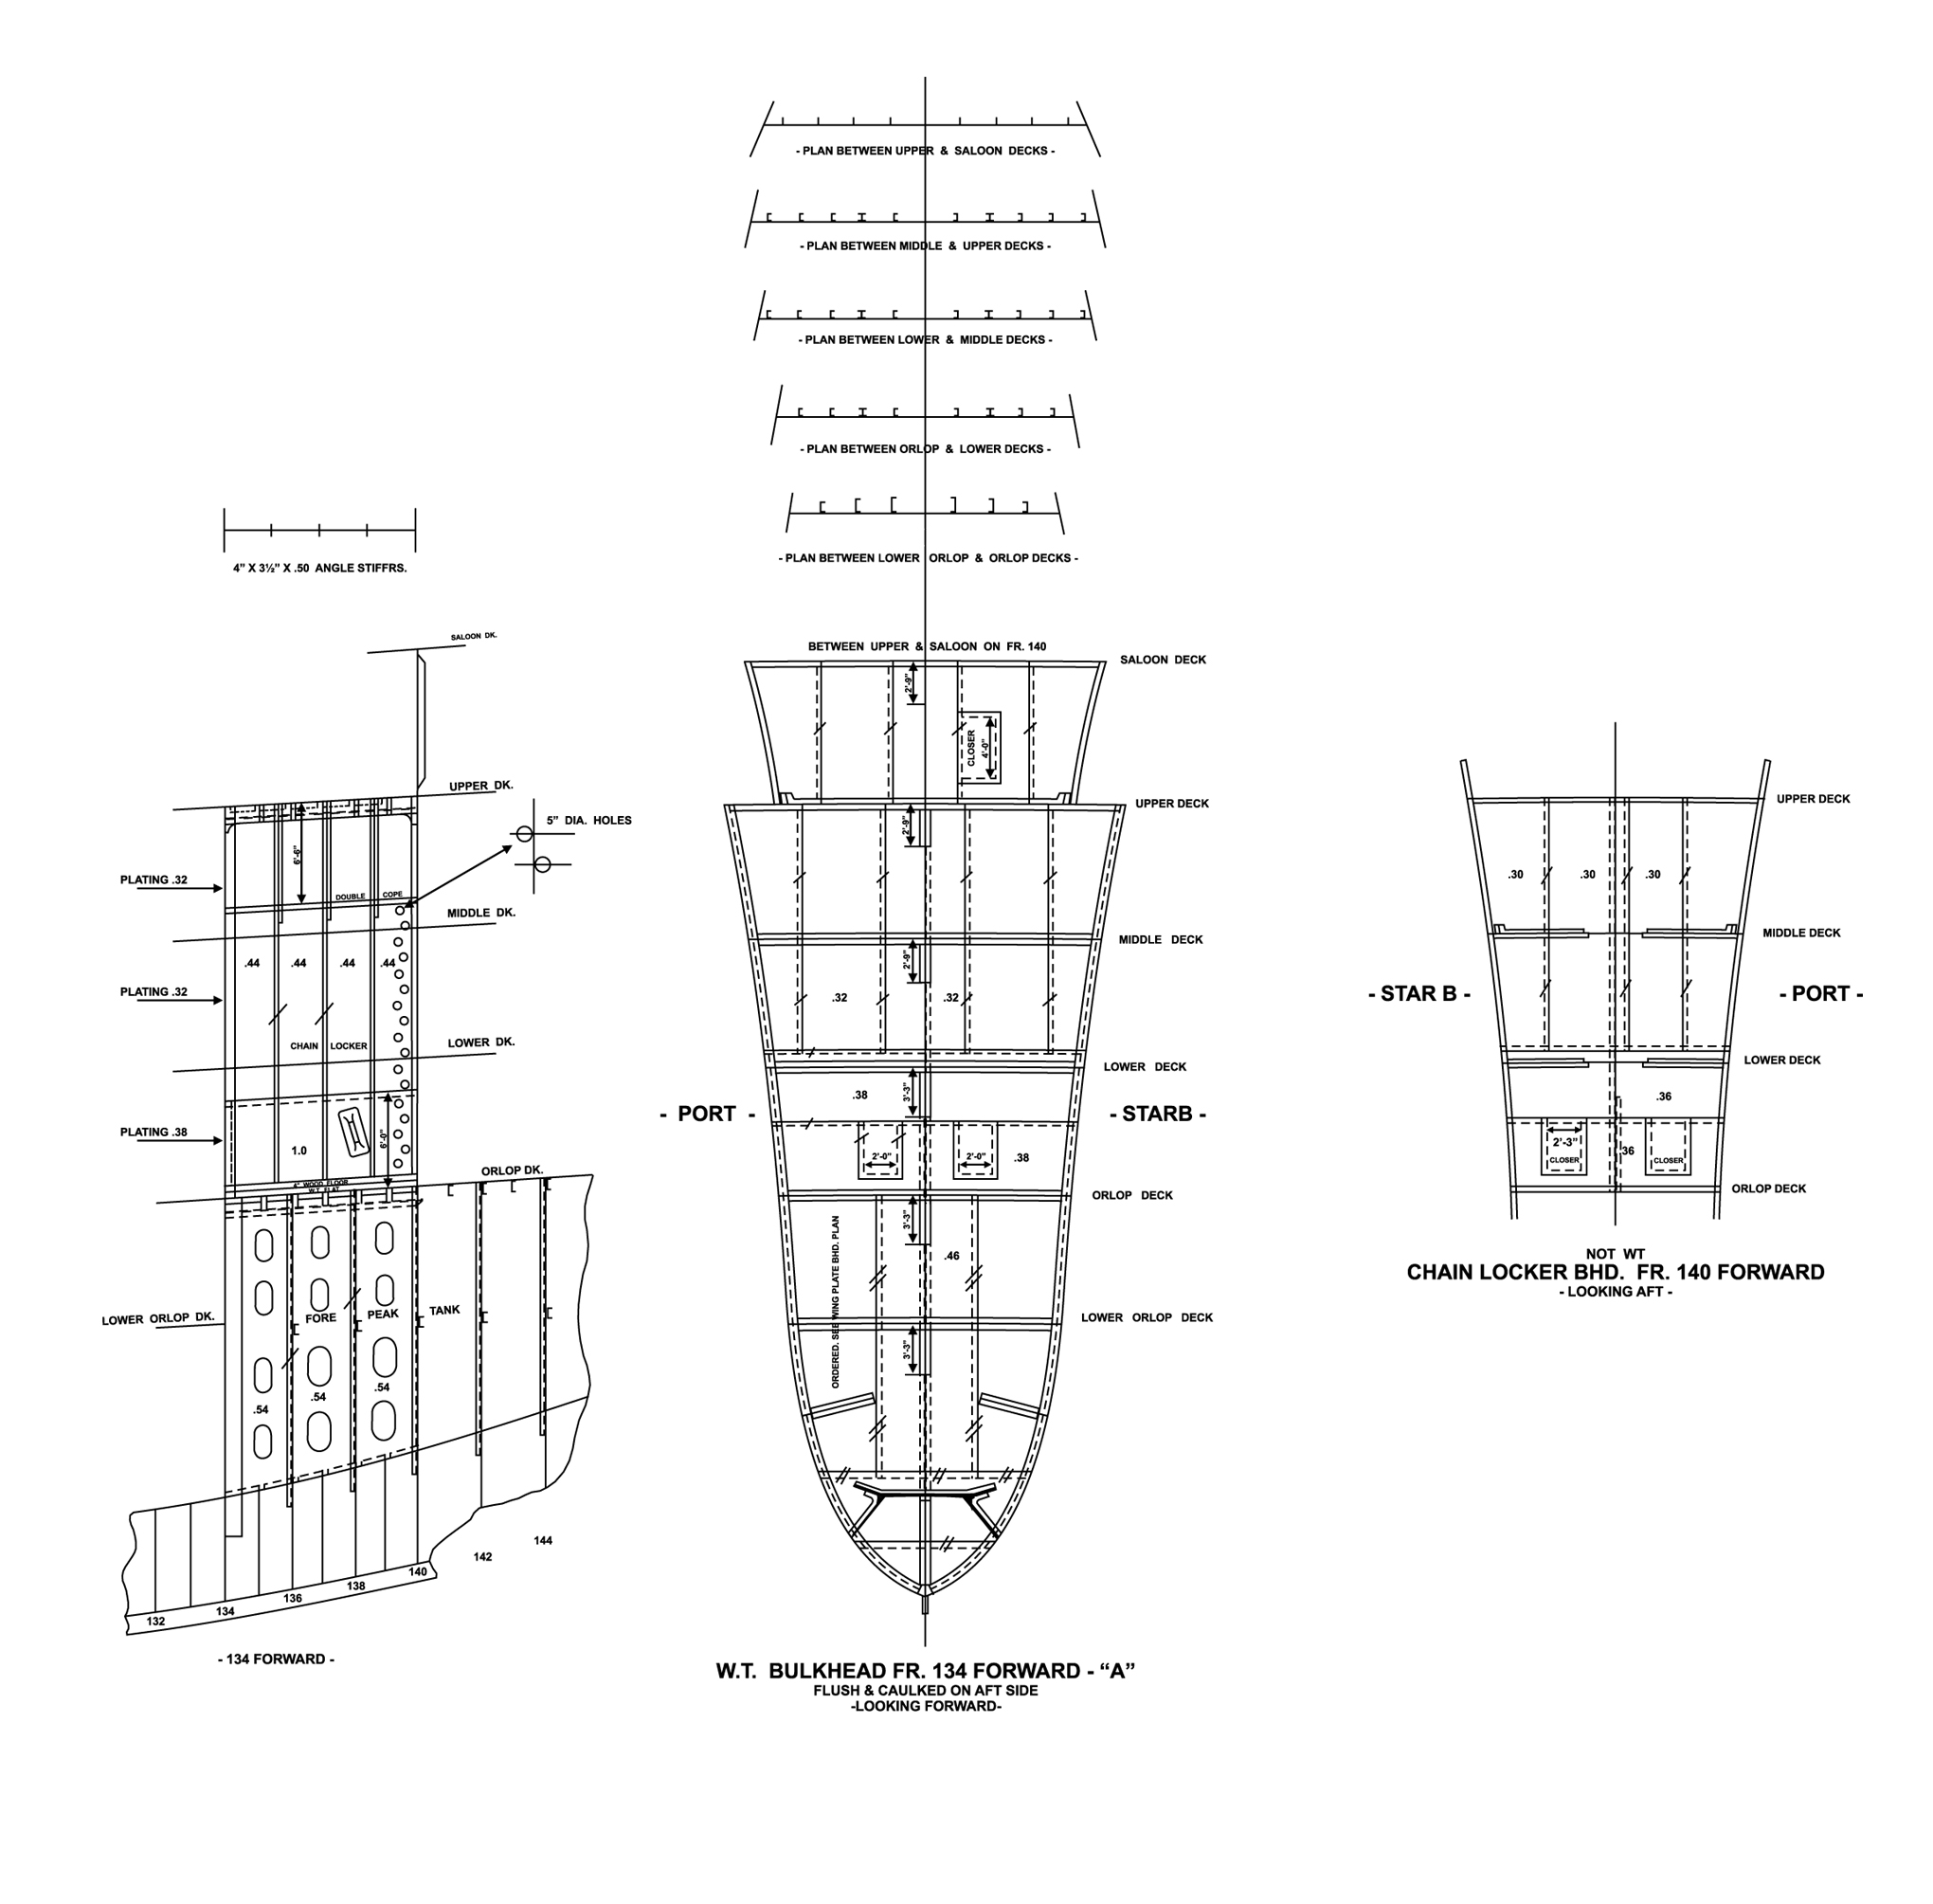 - PLAN BETWEEN UPPER & SALOON DECKS -
- PLAN BETWEEN MIDDLE & UPPER DECKS -
- PLAN BETWEEN LOWER & MIDDLE DECKS -
- PLAN BETWEEN ORLOP & LOWER DECKS -
- PLAN BETWEEN LOWER ORLOP & ORLOP DECKS -
4” X 3½” X .50 ANGLE STIFFRS.
SALOON DK.
UPPER DK.
5” DIA. HOLES
6'-6"
PLATING .32
DOUBLE COPE
MIDDLE DK.
.44 .44 .44 .44
PLATING .32
CHAIN LOCKER
LOWER DK.
PLATING .38
1.0
6'-0"
ORLOP DK.
4" WOOD FLOOR
W.T. FLAT
LOWER ORLOP DK.
FORE PEAK TANK
.54 .54 .54
132 134 136 138 140 142 144
- 134 FORWARD -
BETWEEN UPPER & SALOON ON FR. 140
SALOON DECK
2'-9"
CLOSER
4'-0"
UPPER DECK
2'-9"
MIDDLE DECK
2'-9"
.32 .32
LOWER DECK
3'-3"
.38
- PORT -
- STARB -
2'-0" 2'-0"
.38
ORLOP DECK
3'-3"
ORDERED. SEE WING PLATE BHD. PLAN
.46
LOWER ORLOP DECK
3'-3"
W.T. BULKHEAD FR. 134 FORWARD - “A”
FLUSH & CAULKED ON AFT SIDE
-LOOKING FORWARD-
UPPER DECK
.30 .30 .30
MIDDLE DECK
- STAR B -
- PORT -
LOWER DECK
.36
2'-3”
CLOSER
.36
CLOSER
ORLOP DECK
NOT WT
CHAIN LOCKER BHD. FR. 140 FORWARD
- LOOKING AFT -